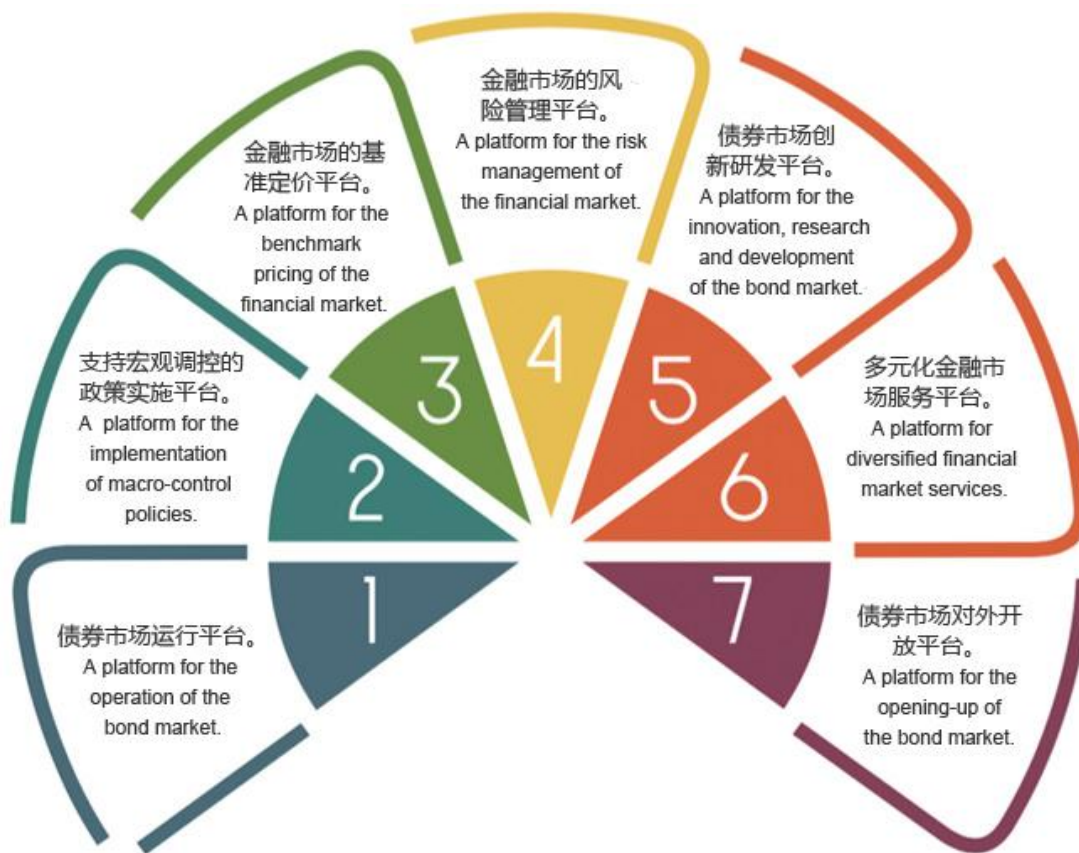 1
债券市场运行平台。
A platform for the
operation of the
bond market.
2
支持宏观调控的
政策实施平台。
A platform for the
implementation
of macro-control
policies.
3
金融市场的基
准定价平台。
A platform for the
benchmark
pricing of the
financial market.
4
金融市场的风
险管理平台。
A platform for the risk
management of
the financial market.
5
债券市场创
新研发平台。
A platform for the
innovation, research
and development
of the bond market.
6
多元化金融市
场服务平台。
A platform for
diversified financial
market services.
7
债券市场对外开
放平台。
A platform for the
opening-up of
the bond market.